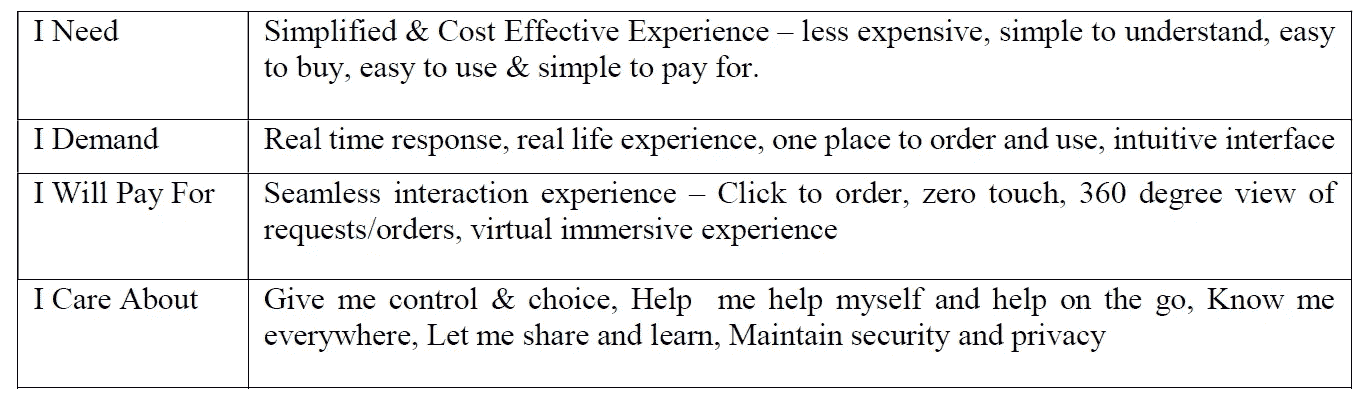 I Need
Simplified & Cost Effective Experience – less expensive, simple to understand, easy
to buy, easy to use & simple to pay for.
I Demand
Real time response, real life experience, one place to order and use, intuitive interface
I Will Pay For
Seamless interaction experience – Click to order, zero touch, 360 degree view of
requests/orders, virtual immersive experience
I Care About
Give me control & choice, Help me help myself and help on the go, Know me
everywhere, Let me share and learn, Maintain security and privacy